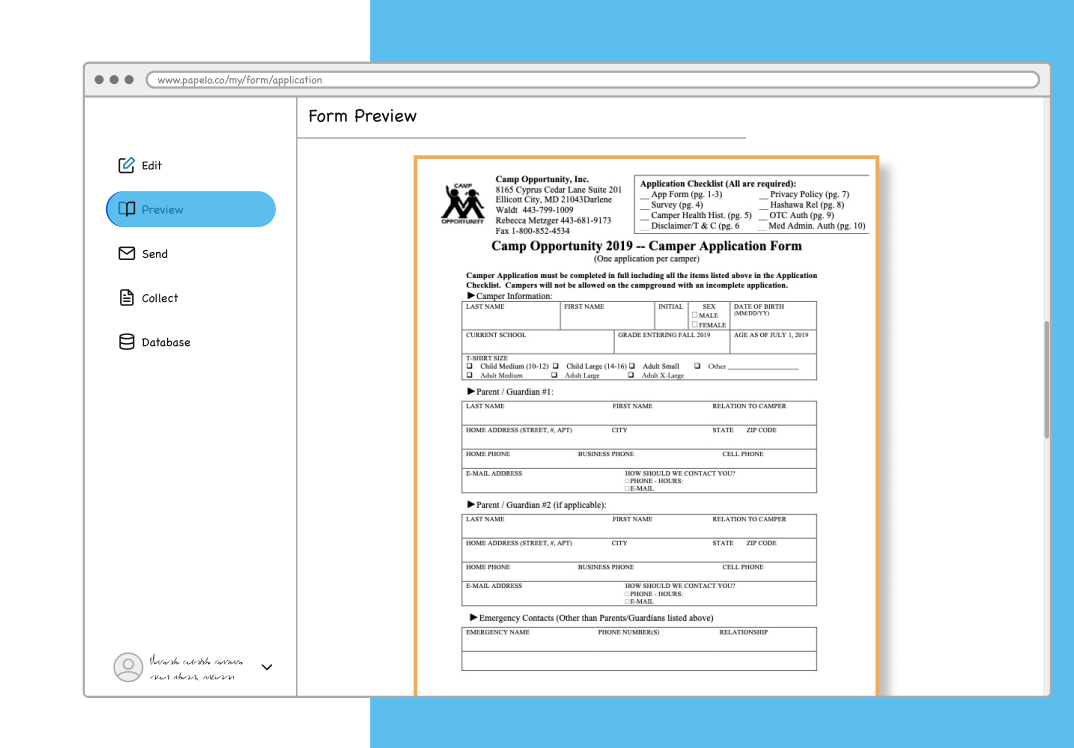 www.papelo.co/my/form/application
Form Preview
Edit
Preview
Send
Collect
Database
CAMP
OPPORTUNITY
Camp Opportunity, Inc.
8165 Cyprus Cedar Lane Suite 201
Ellicott City, MD 21043Darlene
Waldt 443-799-1009
Rebecca Metzger 443-681-9173
Fax 1-800-852-4534
Application Checklist (All are required):
__ App Form (pg. 1-3) __ Privacy Policy (pg. 7)
__ Survey (pg. 4) __ Hashawa Rel (pg. 8)
__ Camper Health Hist. (pg. 5) __ OTC Auth (pg. 9)
__ Disclaimer/T & C (pg. 6 __ Med Admin. Auth (pg. 10)
Camp Opportunity 2019 -- Camper Application Form
(One application per camper)
Camper Application must be completed in full including all the items listed above in the Application
Checklist. Campers will not be allowed on the campground with an incomplete application.
►Camper Information:
LAST NAME FIRST NAME INITIAL SEX DATE OF BIRTH
☐ MALE (MM/DD/YY)
☐ FEMALE
CURRENT SCHOOL GRADE ENTERING FALL 2019 AGE AS OF JULY 1, 2019
T-SHIRT SIZE
❑ Child Medium (10-12) ❑ Child Large (14-16) ❑ Adult Small ❑ Other ____________________
❑ Adult Medium ❑ Adult Large ❑ Adult X-Large
►Parent / Guardian #1:
LAST NAME FIRST NAME RELATION TO CAMPER
HOME ADDRESS (STREET, #, APT) CITY STATE ZIP CODE
HOME PHONE BUSINESS PHONE CELL PHONE
E-MAIL ADDRESS HOW SHOULD WE CONTACT YOU?
☐ PHONE - HOURS:
☐ E-MAIL
►Parent / Guardian #2 (if applicable):
LAST NAME FIRST NAME RELATION TO CAMPER
HOME ADDRESS (STREET, #, APT) CITY STATE ZIP CODE
HOME PHONE BUSINESS PHONE CELL PHONE
E-MAIL ADDRESS HOW SHOULD WE CONTACT YOU?
☐ PHONE - HOURS:
☐ E-MAIL
►Emergency Contacts (Other than Parents/Guardians listed above)
EMERGENCY NAME PHONE NUMBER(S) RELATIONSHIP